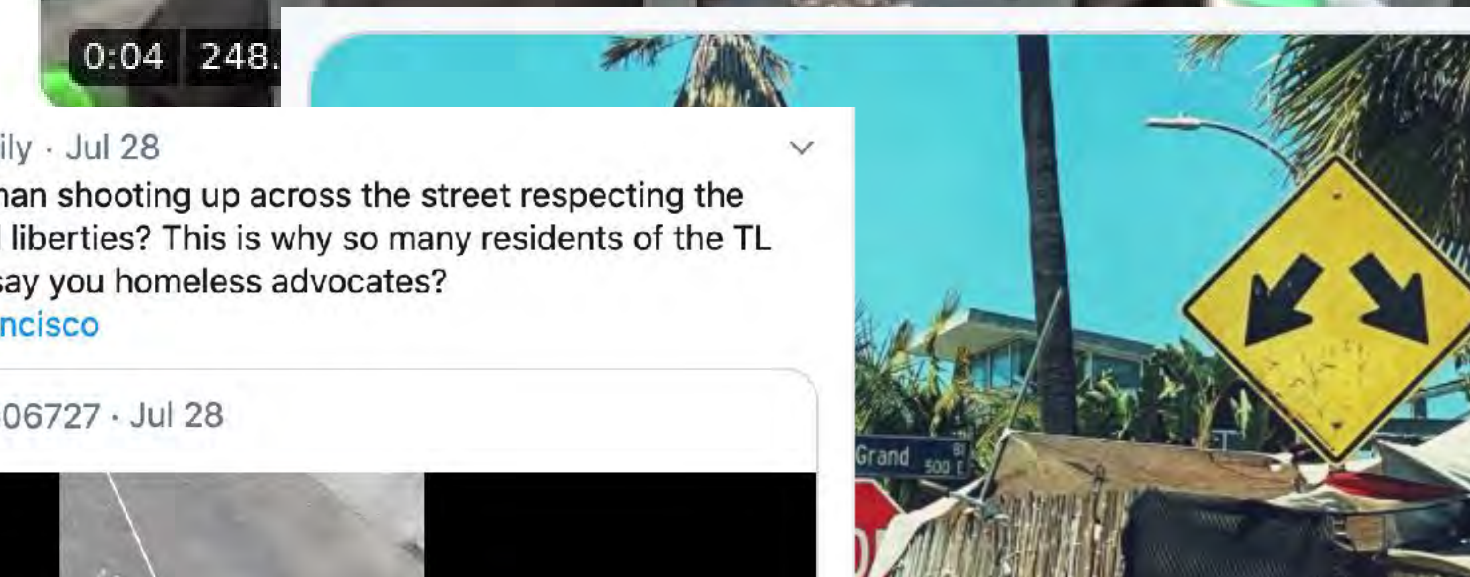 0:04 248.
ily · Jul 28
nan shooting up across the street respecting the
liberties? This is why so many residents of the TL
say you homeless advocates?
ncisco
06727 · Jul 28
Grand Bl
500 E